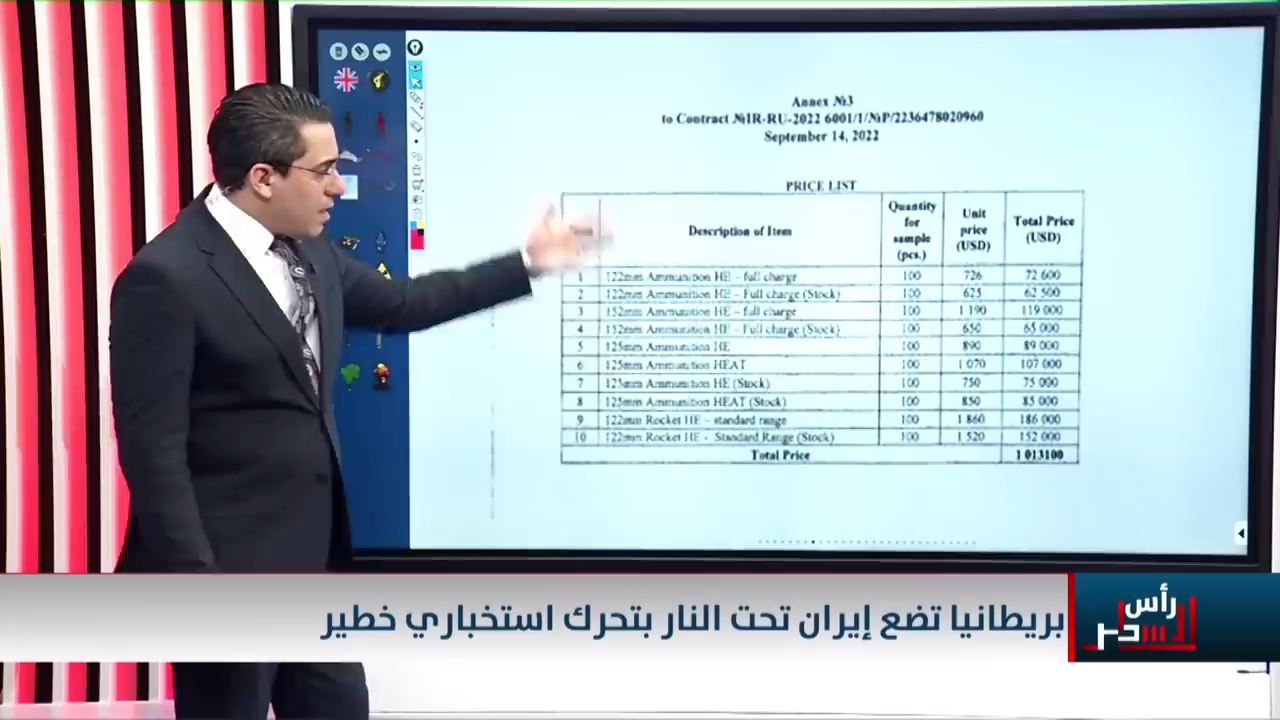 Annex №3
to Contract №IR-RU-2022 6001/1/№P/2236478020960
September 14, 2022
PRICE LIST
Description of Item Quantity for sample (pcs.) Unit price (USD) Total Price (USD)
1 122mm Ammunition HE - full charge 100 726 72 600
2 122mm Ammunition HE - Full charge (Stock) 100 625 62 500
3 152mm Ammunition HE - full charge 100 1 190 119 000
4 152mm Ammunition HE - Full charge (Stock) 100 650 65 000
5 125mm Ammunition HE 100 890 89 000
6 125mm Ammunition HEAT 100 1 070 107 000
7 125mm Ammunition HE (Stock) 100 750 75 000
8 125mm Ammunition HEAT (Stock) 100 850 85 000
9 122mm Rocket HE - standard range 100 1 860 186 000
10 122mm Rocket HE - Standard Range (Stock) 100 1 520 152 000
Total Price 1 013100
بريطانيا تضع إيران تحت النار بتحرك استخباري خطير
رأس
السطر